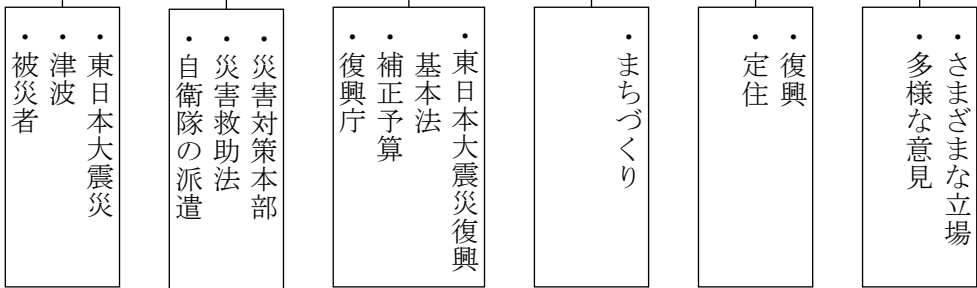 ・さまざまな立場
・多様な意見
・復興
・定住
・まちづくり
・東日本大震災復興
基本法
・補正予算
・復興庁
・災害対策本部
・災害救助法
・自衛隊の派遣
・東日本大震災
・津波
・被災者